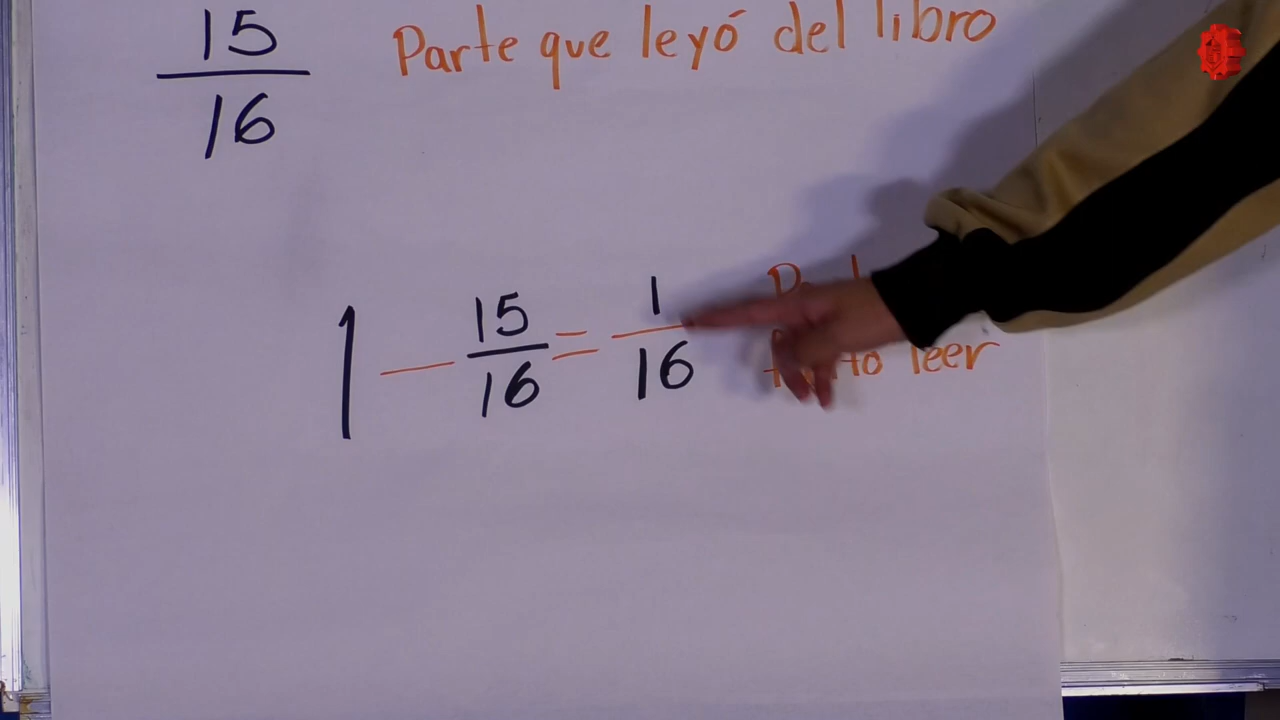 15
16
Parte que leyó del libro
1 — 15/16 = 1/16
leer